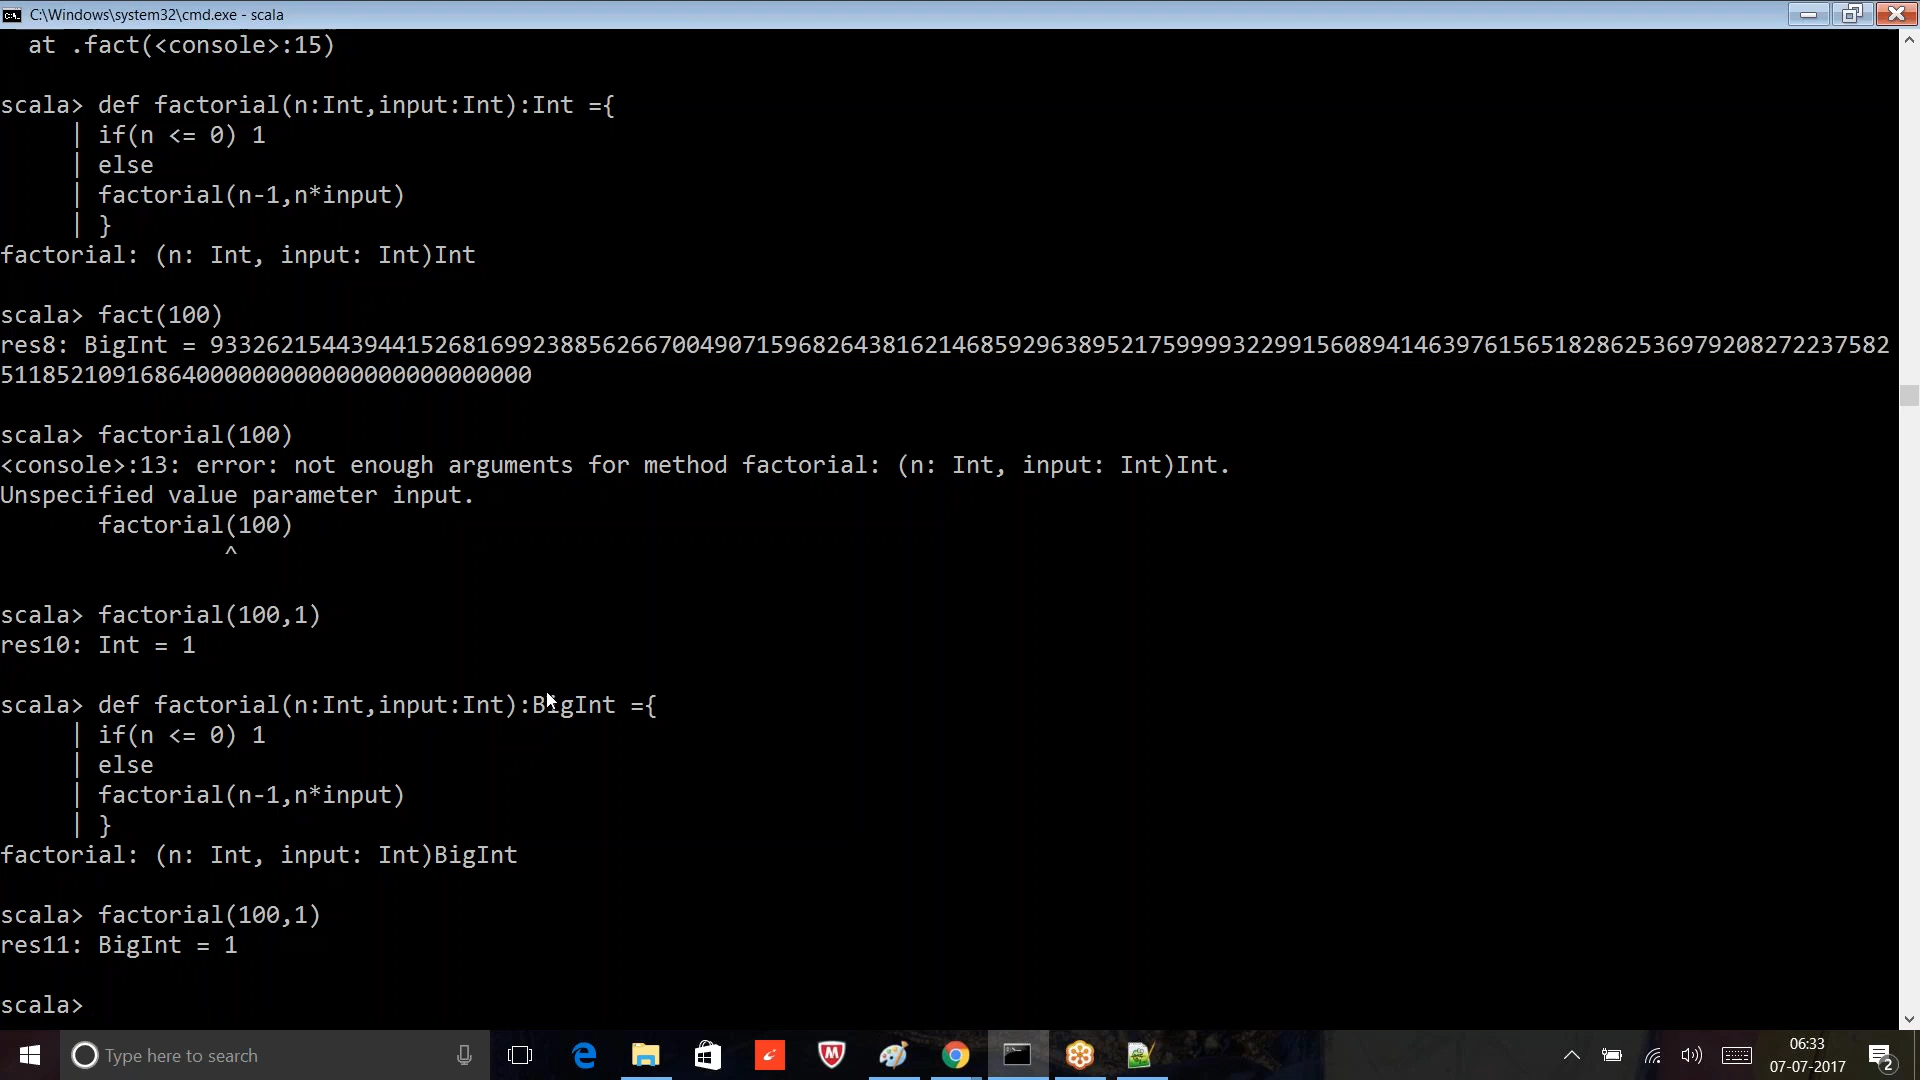 C:\Windows\system32\cmd.exe - scala
at .fact(<console>:15)
scala> def factorial(n:Int,input:Int):Int ={
| if(n <= 0) 1
| else
| factorial(n-1,n*input)
| }
factorial: (n: Int, input: Int)Int
scala> fact(100)
res8: BigInt = 933262154439441526816992388562667004907159682643816214685929638952175999932299156089414639761565182862536979208272237582
51185210916864000000000000000000000000
scala> factorial(100)
<console>:13: error: not enough arguments for method factorial: (n: Int, input: Int)Int.
Unspecified value parameter input.
factorial(100)
^
scala> factorial(100,1)
res10: Int = 1
scala> def factorial(n:Int,input:Int):BigInt ={
| if(n <= 0) 1
| else
| factorial(n-1,n*input)
| }
factorial: (n: Int, input: Int)BigInt
scala> factorial(100,1)
res11: BigInt = 1
scala>
Type here to search
06:33
07-07-2017
2